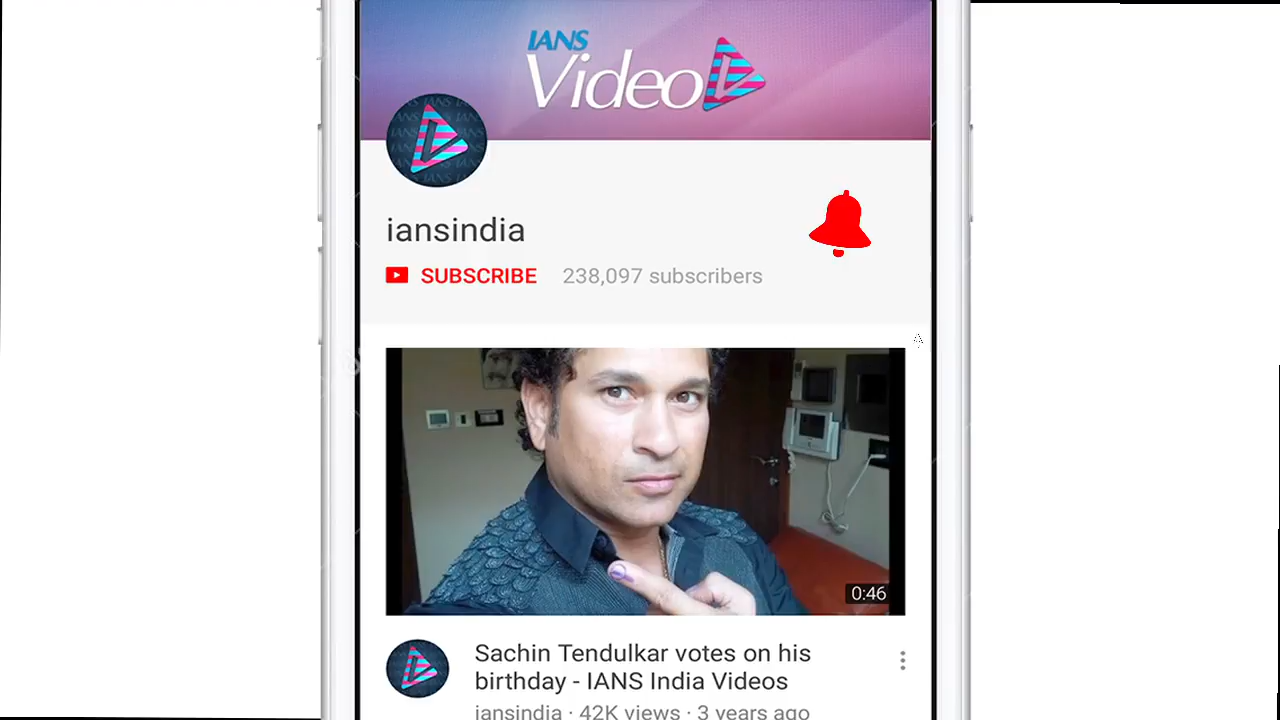 IANS
Video
iansindia
SUBSCRIBE 238,097 subscribers
0:46
Sachin Tendulkar votes on his
birthday - IANS India Videos
iansindia · 42K views · 3 years ago